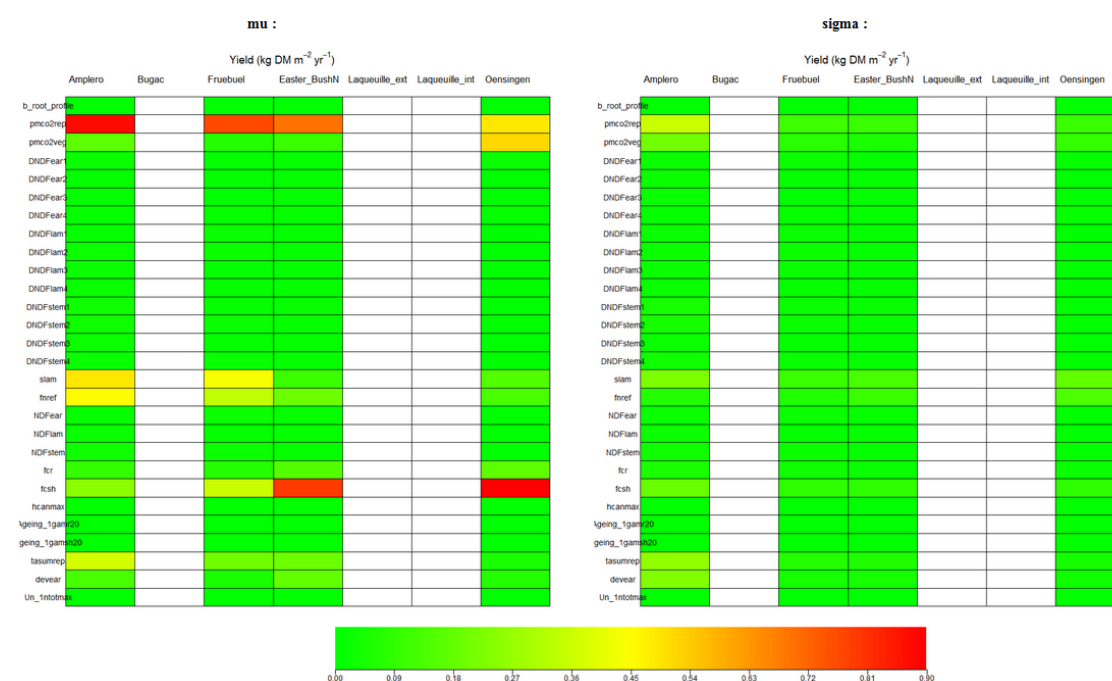 mu :
Yield (kg DM m⁻² yr⁻¹)
Amplero Bugac Fruebuel Easter_BushN Laqueuille_ext Laqueuille_int Oensingen
b_root_profile
pmco2rep
pmco2veg
DNDFear1
DNDFear2
DNDFear3
DNDFear4
DNDFlam1
DNDFlam2
DNDFlam3
DNDFlam4
DNDFstem1
DNDFstem2
DNDFstem3
DNDFstem4
slam
fnref
NDFear
NDFlam
NDFstem
fcr
fcsh
hcanmax
geing_1gamr20
geing_1gamsh20
tasumrep
devear
Un_1ntotmax
sigma :
Yield (kg DM m⁻² yr⁻¹)
Amplero Bugac Fruebuel Easter_BushN Laqueuille_ext Laqueuille_int Oensingen
b_root_profile
pmco2rep
pmco2veg
DNDFear1
DNDFear2
DNDFear3
DNDFear4
DNDFlam1
DNDFlam2
DNDFlam3
DNDFlam4
DNDFstem1
DNDFstem2
DNDFstem3
DNDFstem4
slam
fnref
NDFear
NDFlam
NDFstem
fcr
fcsh
hcanmax
geing_1gamr20
geing_1gamsh20
tasumrep
devear
Un_1ntotmax
0.00 0.09 0.18 0.27 0.36 0.45 0.54 0.63 0.72 0.81 0.90